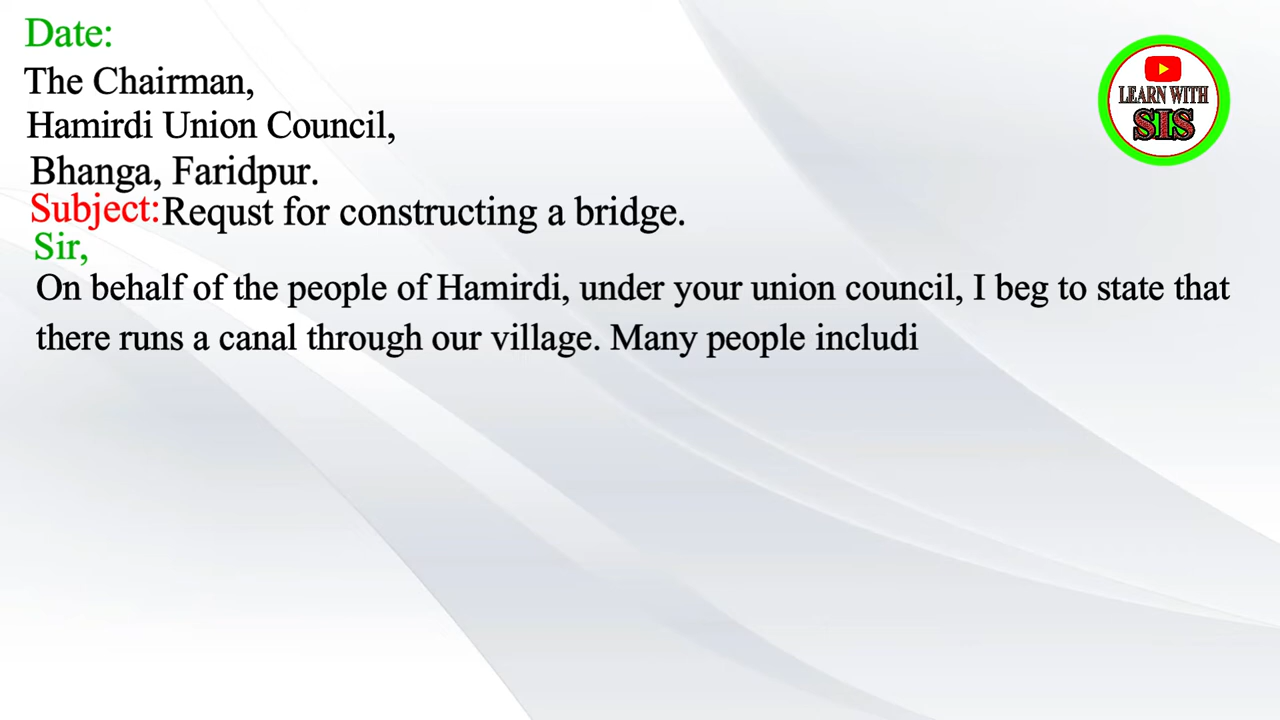 Date:
The Chairman,
Hamirdi Union Council,
Bhanga, Faridpur.
Subject:Requst for constructing a bridge.
Sir,
On behalf of the people of Hamirdi, under your union council, I beg to state that
there runs a canal through our village. Many people includi
LEARN WITH
SIS